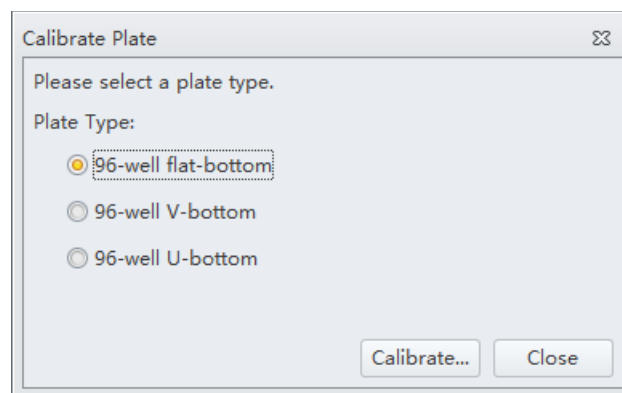 Calibrate Plate
Please select a plate type.
Plate Type:
96-well flat-bottom
96-well V-bottom
96-well U-bottom
Calibrate... Close